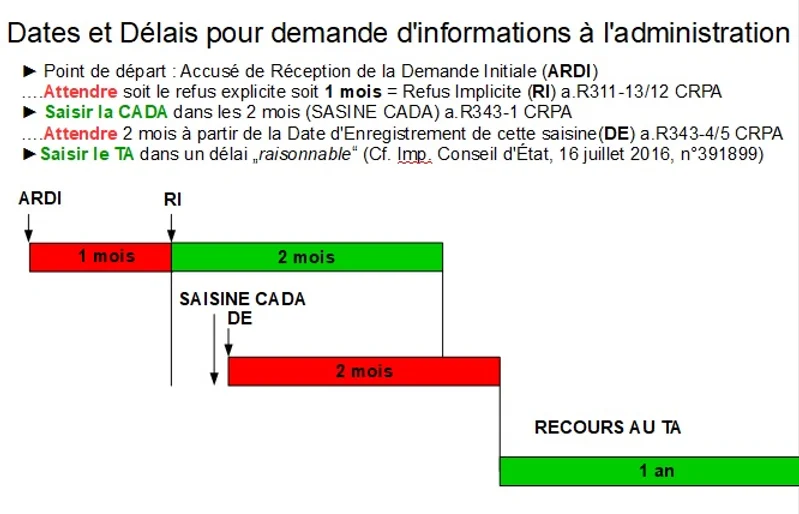 Dates et Délais pour demande d'informations à l'administration
► Point de départ : Accusé de Réception de la Demande Initiale (ARDI)
....Attendre soit le refus explicite soit 1 mois = Refus Implicite (RI) a.R311-13/12 CRPA
► Saisir la CADA dans les 2 mois (SASINE CADA) a.R343-1 CRPA
....Attendre 2 mois à partir de la Date d'Enregistrement de cette saisine(DE) a.R343-4/5 CRPA
►Saisir le TA dans un délai „raisonnable“ (Cf. Imp. Conseil d'État, 16 juillet 2016, n°391899)
ARDI
RI
1 mois
2 mois
SAISINE CADA
DE
2 mois
RECOURS AU TA
1 an